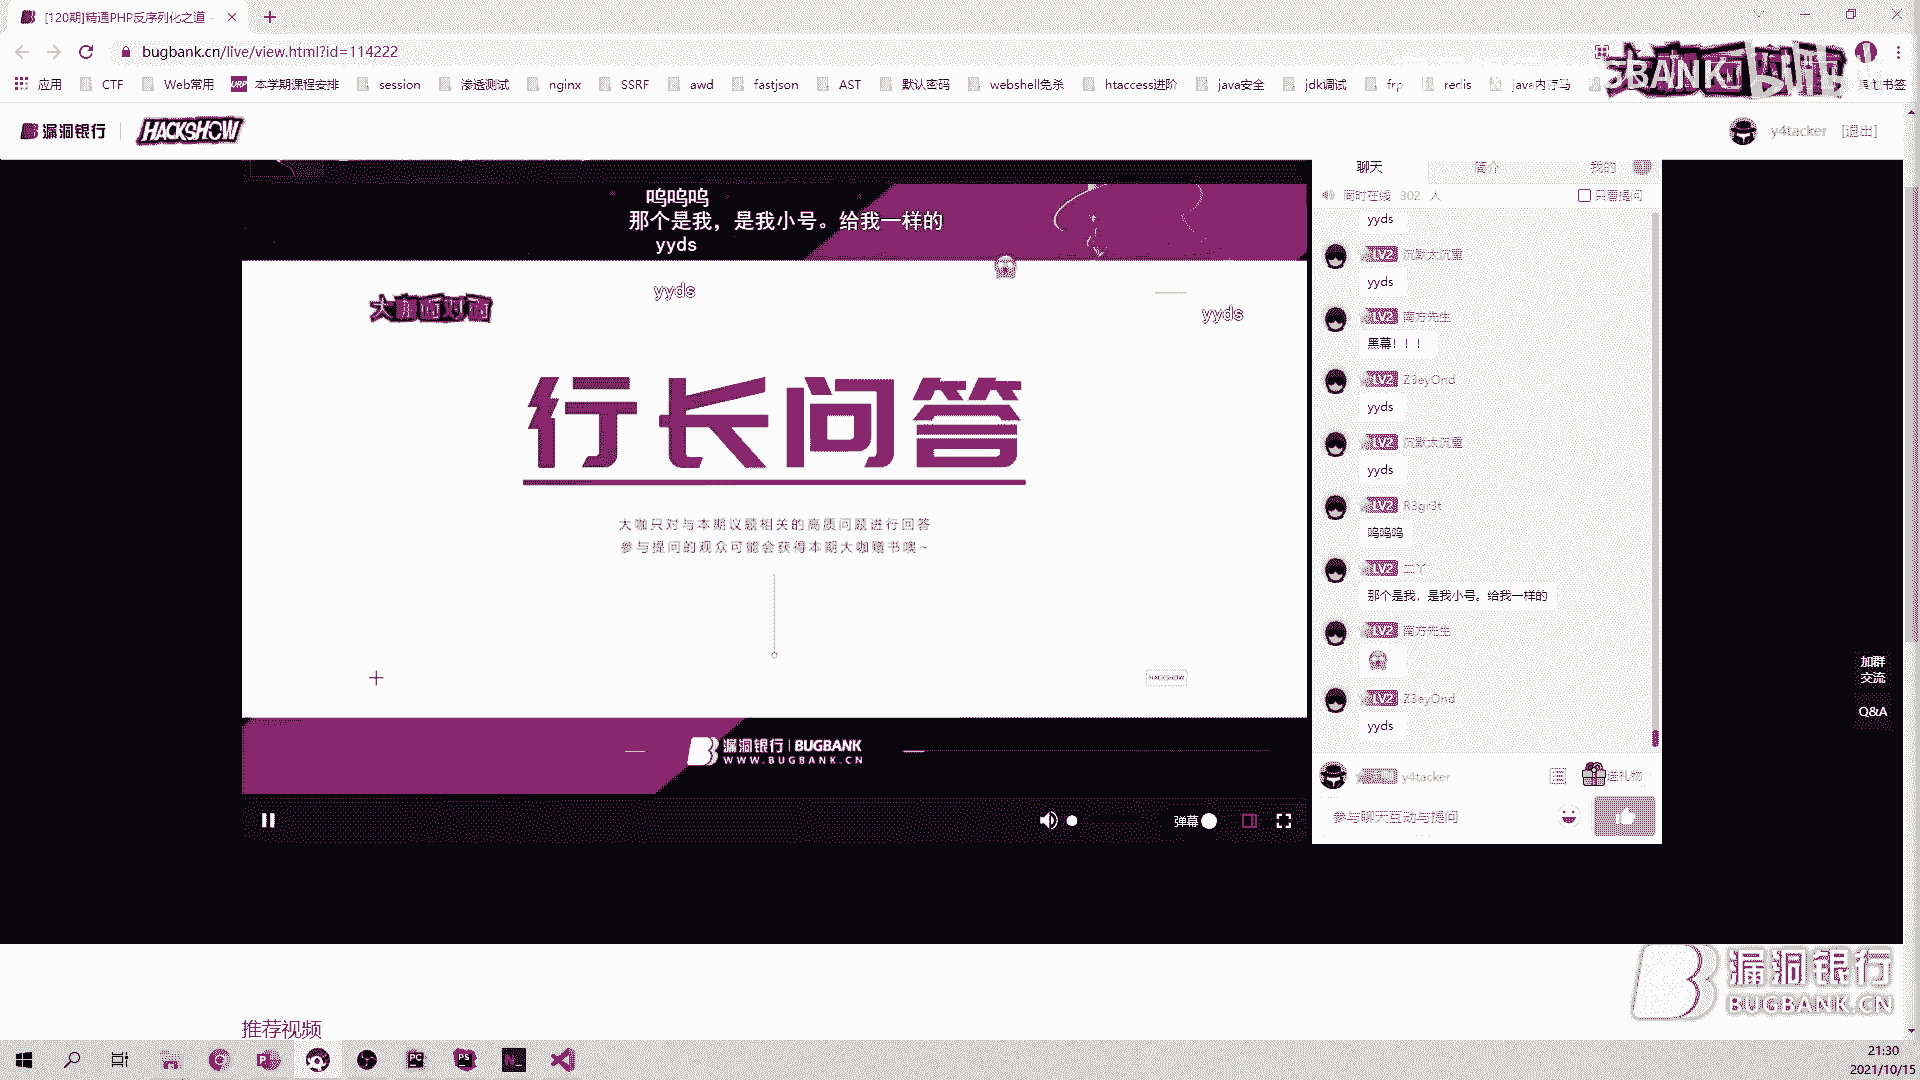 [120期]精通PHP反序列化之道
bugbank.cn/live/view.html?id=114222
应用 CTF Web常用 本学期课程安排 session 渗透测试 nginx SSRF awd fastjson AST 默认密码 webshell免杀 htaccess进阶 java安全 jdk调试 frp redis java内存马 其他书签
漏洞银行 HACKSHOW
y4tacker [退出]
呜呜呜
那个是我，是我小号。给我一样的
yyds
yyds
yyds
大咖面对面
行长问答
大咖只对与本期议题相关的高质问题进行回答
参与提问的观众可能会获得本期大咖赠书噢~
HACKSHOW
漏洞银行 BUGBANK
WWW.BUGBANK.CN
弹幕
聊天 简介 我的
同时在线 302 人 只看提问
yyds
LV2 沉默太沉重
yyds
LV2 南方先生
黑幕！！！
LV2 Z3eyOnd
yyds
LV2 沉默太沉重
yyds
LV2 R3gr3t
呜呜呜
LV2 二丫
那个是我，是我小号。给我一样的
LV2 南方先生
LV2 Z3eyOnd
yyds
y4tacker 送礼物
参与聊天互动与提问
加群
交流
Q&A
漏洞银行
BUGBANK.CN
推荐视频
21:30
2021/10/15